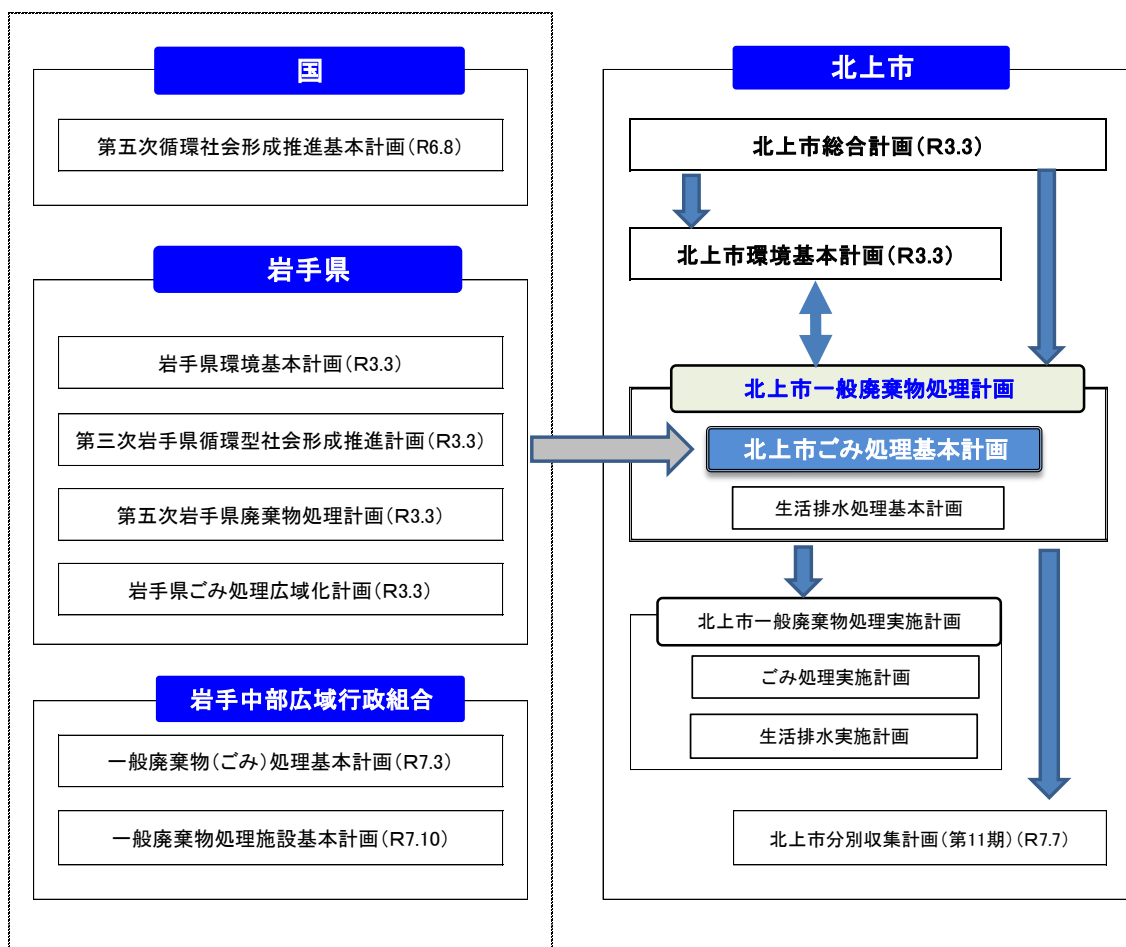 国
第五次循環社会形成推進基本計画（R6.8）
岩手県
岩手県環境基本計画（R3.3）
第三次岩手県循環型社会形成推進計画（R3.3）
第五次岩手県廃棄物処理計画（R3.3）
岩手県ごみ処理広域化計画（R3.3）
岩手中部広域行政組合
一般廃棄物（ごみ）処理基本計画（R7.3）
一般廃棄物処理施設基本計画（R7.10）
北上市
北上市総合計画（R3.3）
北上市環境基本計画（R3.3）
北上市一般廃棄物処理計画
北上市ごみ処理基本計画
生活排水処理基本計画
北上市一般廃棄物処理実施計画
ごみ処理実施計画
生活排水実施計画
北上市分別収集計画（第11期）（R7.7）